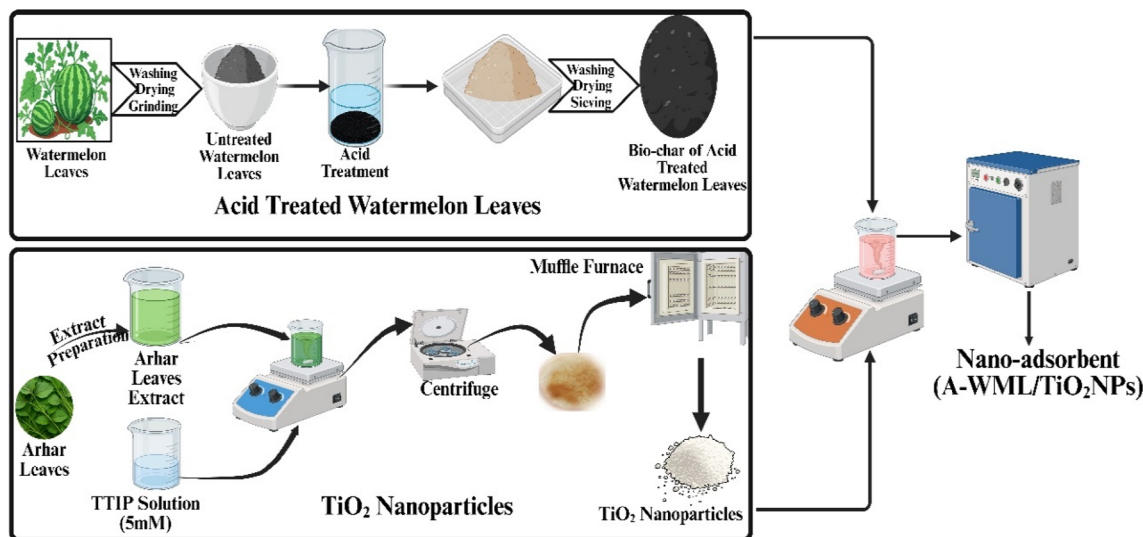 Washing
Drying
Grinding
Watermelon
Leaves
Untreated
Watermelon
Leaves
Acid
Treatment
Washing
Drying
Sieving
Bio-char of Acid
Treated
Watermelon Leaves
Acid Treated Watermelon Leaves
Extract
Preparation
Arhar
Leaves
Arhar
Leaves
Extract
TTIP Solution
(5mM)
Centrifuge
Muffle Furnace
TiO₂ Nanoparticles
TiO₂ Nanoparticles
Nano-adsorbent
(A-WML/TiO₂NPs)